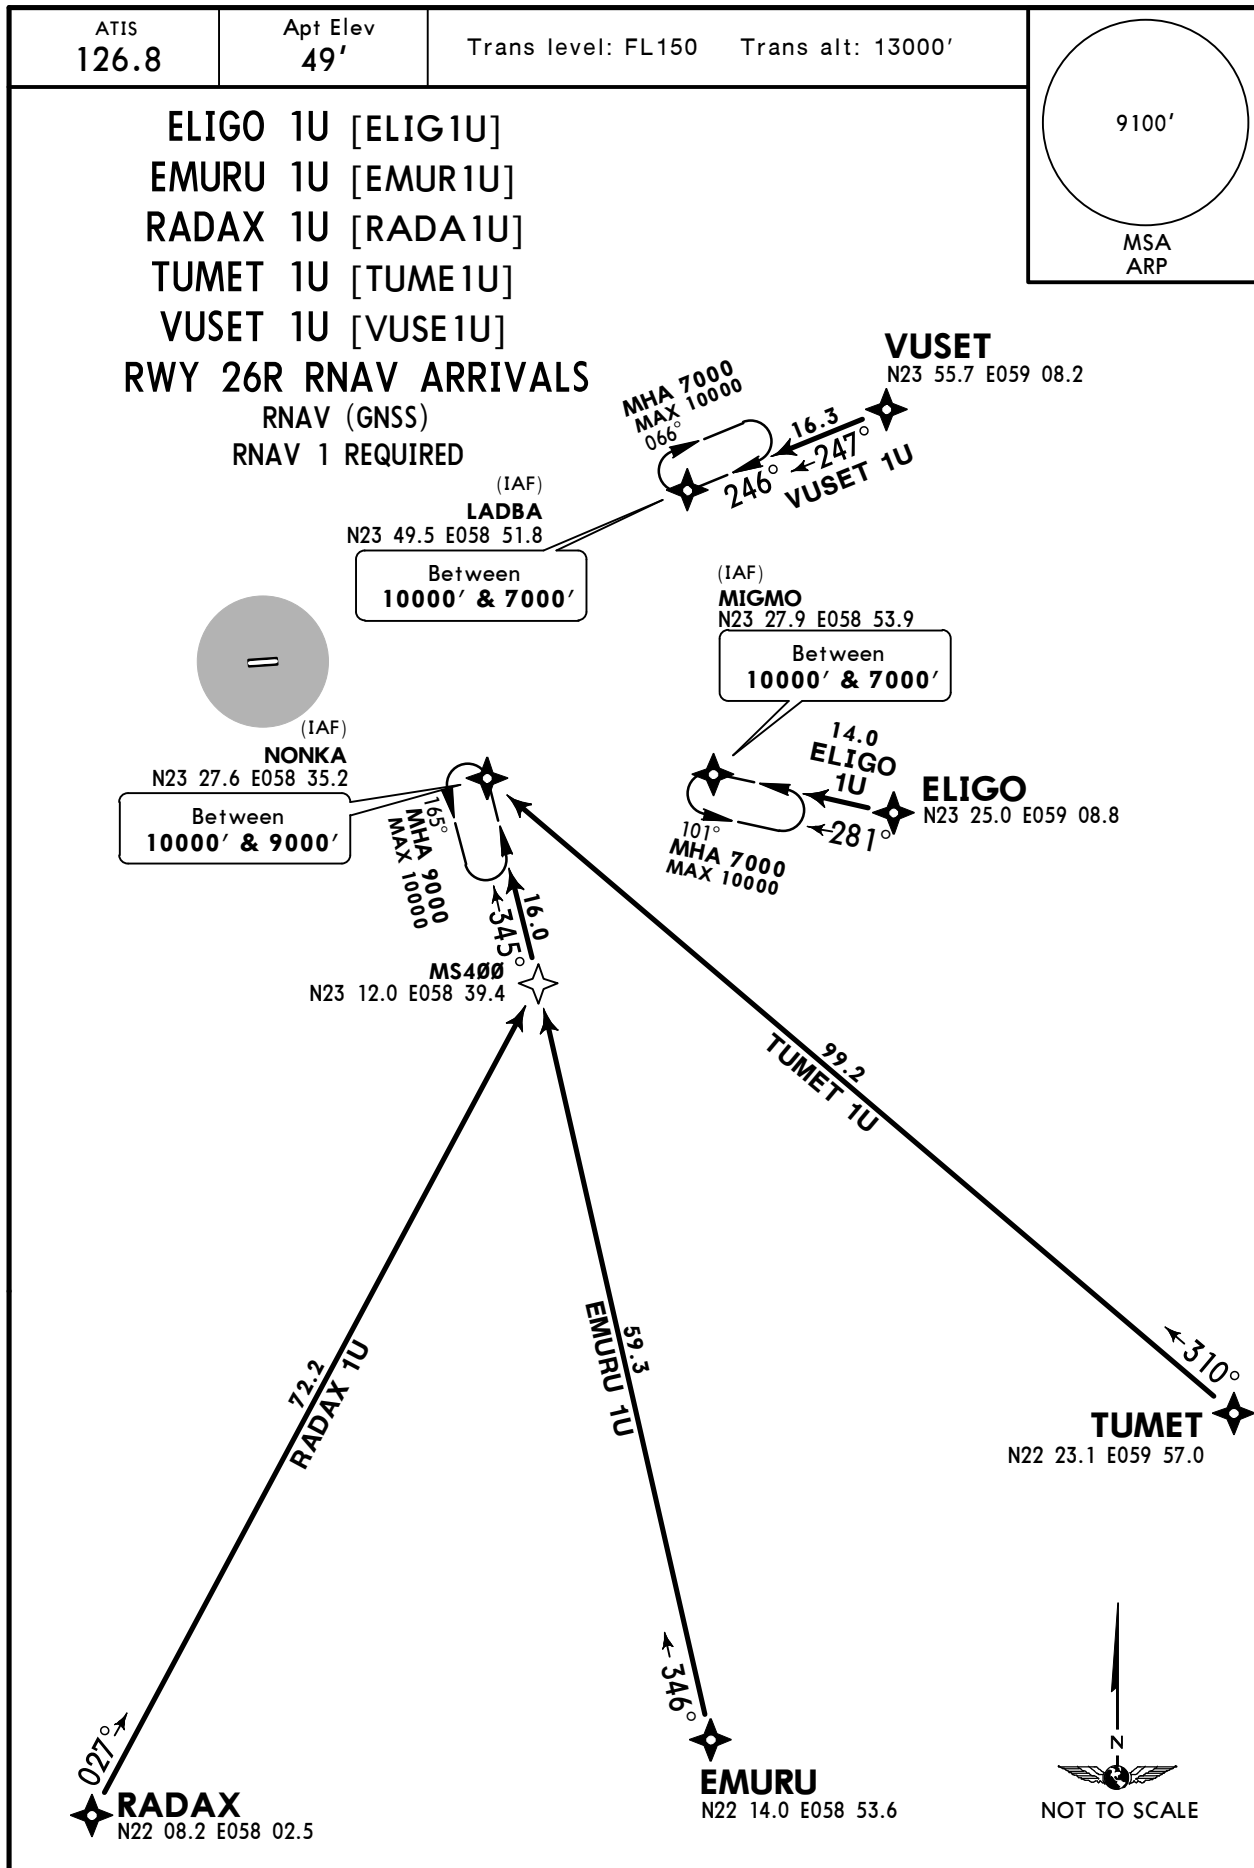 ATIS
126.8
Apt Elev
49'
Trans level: FL150 Trans alt: 13000'
9100'
MSA
ARP
ELIGO 1U [ELIG1U]
EMURU 1U [EMUR1U]
RADAX 1U [RADA1U]
TUMET 1U [TUME1U]
VUSET 1U [VUSE1U]
RWY 26R RNAV ARRIVALS
RNAV (GNSS)
RNAV 1 REQUIRED
VUSET
N23 55.7 E059 08.2
MHA 7000
MAX 10000
066°
16.3
247°
246°
VUSET 1U
(IAF)
LADBA
N23 49.5 E058 51.8
Between
10000' & 7000'
(IAF)
MIGMO
N23 27.9 E058 53.9
Between
10000' & 7000'
14.0
ELIGO
1U
ELIGO
N23 25.0 E059 08.8
281°
101°
MHA 7000
MAX 10000
(IAF)
NONKA
N23 27.6 E058 35.2
Between
10000' & 9000'
165°
MHA 9000
MAX 10000
16.0
345°
MS4ØØ
N23 12.0 E058 39.4
99.2
TUMET 1U
59.3
EMURU 1U
72.2
RADAX 1U
310°
TUMET
N22 23.1 E059 57.0
346°
EMURU
N22 14.0 E058 53.6
027°
RADAX
N22 08.2 E058 02.5
N
NOT TO SCALE